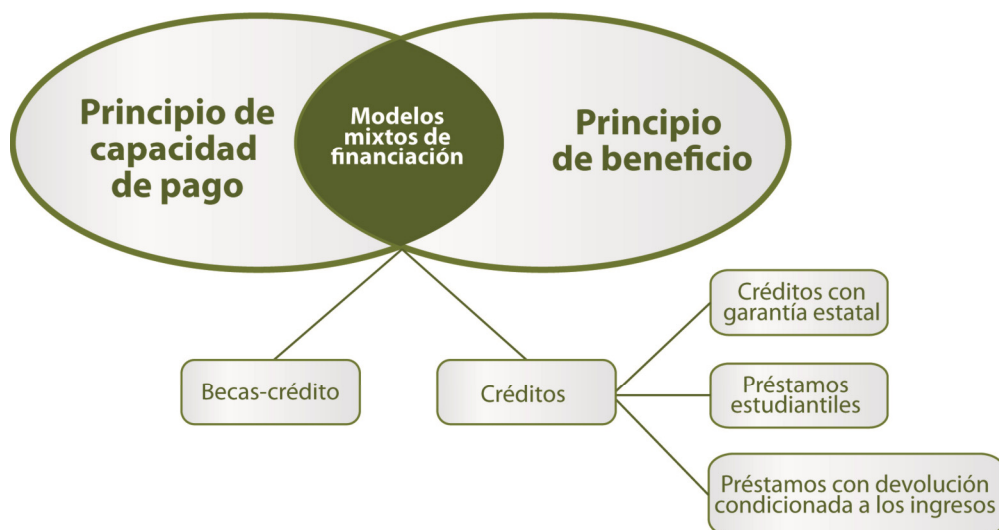 Principio de
capacidad
de pago
Modelos
mixtos de
financiación
Principio
de beneficio
Becas-crédito
Créditos
Créditos con
garantía estatal
Préstamos
estudiantiles
Préstamos con devolución
condicionada a los ingresos